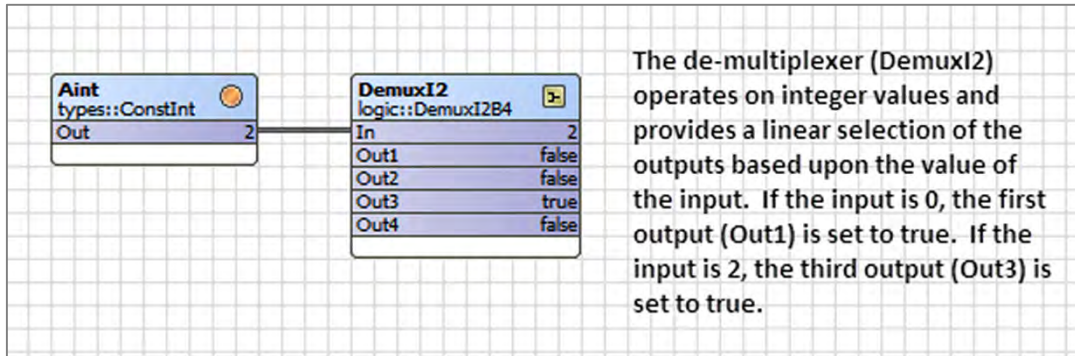 Aint
types::ConstInt
Out 2
DemuxI2
logic::DemuxI2B4
In 2
Out1 false
Out2 false
Out3 true
Out4 false
The de-multiplexer (DemuxI2)
operates on integer values and
provides a linear selection of the
outputs based upon the value of
the input.  If the input is 0, the first
output (Out1) is set to true.  If the
input is 2, the third output (Out3) is
set to true.